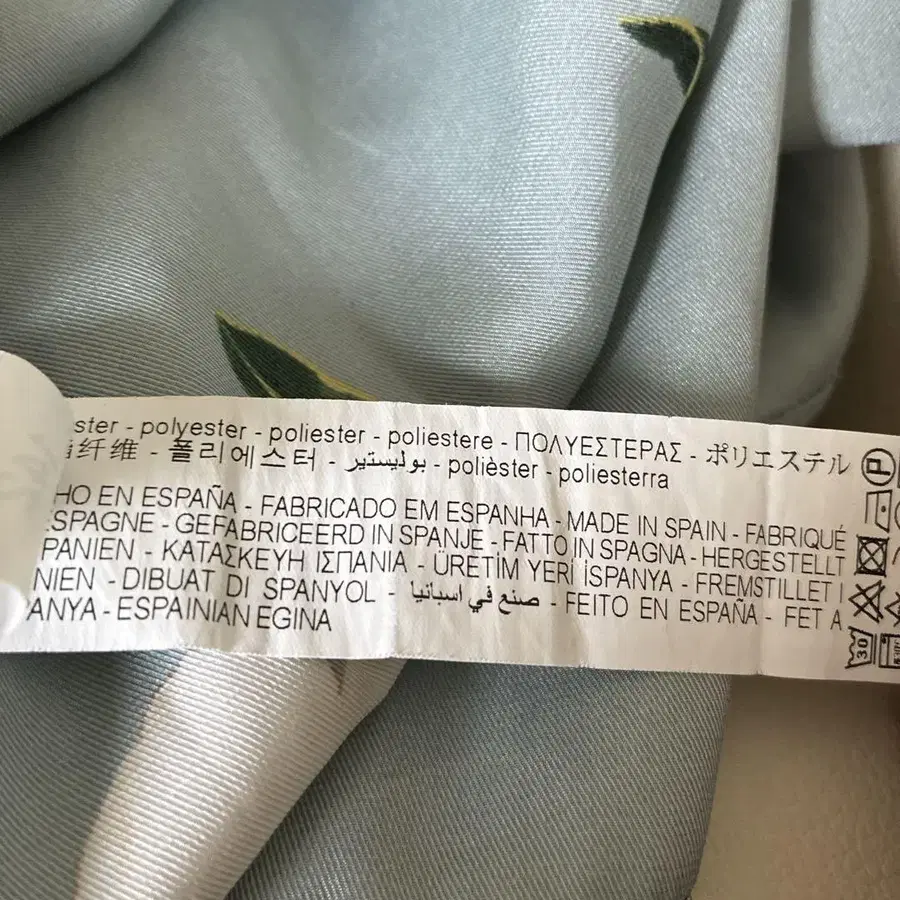 ster - polyester - poliester - poliestere - ΠΟΛΥΕΣΤΕΡΑΣ - ポリエステル
纤维 - 폴리에스터 - بوليستير - polièster - poliesterra
HO EN ESPAÑA - FABRICADO EM ESPANHA - MADE IN SPAIN - FABRIQUÉ
SPAGNE - GEFABRICEERD IN SPANJE - FATTO IN SPAGNA - HERGESTELLT
PANIEN - ΚΑΤΑΣΚΕΥΗ ΙΣΠΑΝΙΑ - ÜRETİM YERİ İSPANYA - FREMSTILLET I
NIEN - DIBUAT DI SPANYOL - صنع في اسبانيا - FEITO EN ESPAÑA - FET A
ANYA - ESPAINIAN EGINA
P
30